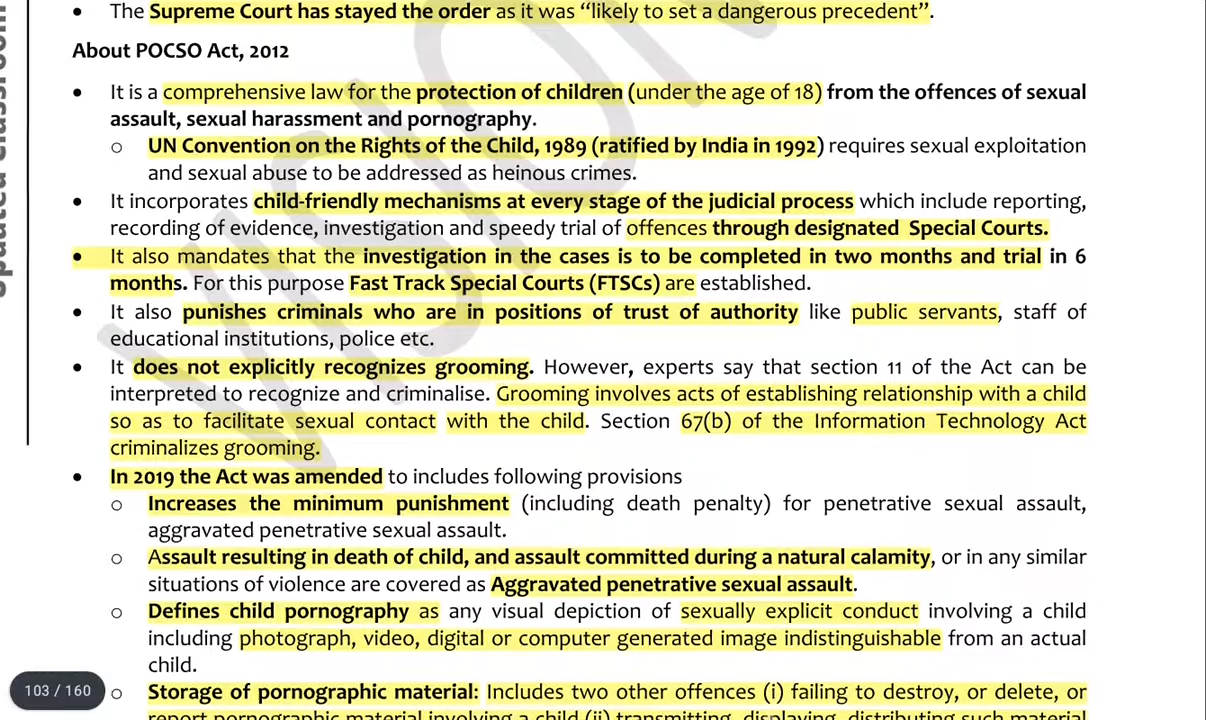 • The Supreme Court has stayed the order as it was “likely to set a dangerous precedent”.
About POCSO Act, 2012
• It is a comprehensive law for the protection of children (under the age of 18) from the offences of sexual
assault, sexual harassment and pornography.
o UN Convention on the Rights of the Child, 1989 (ratified by India in 1992) requires sexual exploitation
and sexual abuse to be addressed as heinous crimes.
• It incorporates child-friendly mechanisms at every stage of the judicial process which include reporting,
recording of evidence, investigation and speedy trial of offences through designated Special Courts.
• It also mandates that the investigation in the cases is to be completed in two months and trial in 6
months. For this purpose Fast Track Special Courts (FTSCs) are established.
• It also punishes criminals who are in positions of trust of authority like public servants, staff of
educational institutions, police etc.
• It does not explicitly recognizes grooming. However, experts say that section 11 of the Act can be
interpreted to recognize and criminalise. Grooming involves acts of establishing relationship with a child
so as to facilitate sexual contact with the child. Section 67(b) of the Information Technology Act
criminalizes grooming.
• In 2019 the Act was amended to includes following provisions
o Increases the minimum punishment (including death penalty) for penetrative sexual assault,
aggravated penetrative sexual assault.
o Assault resulting in death of child, and assault committed during a natural calamity, or in any similar
situations of violence are covered as Aggravated penetrative sexual assault.
o Defines child pornography as any visual depiction of sexually explicit conduct involving a child
including photograph, video, digital or computer generated image indistinguishable from an actual
child.
o Storage of pornographic material: Includes two other offences (i) failing to destroy, or delete, or
report pornographic material involving a child (ii) transmitting, displaying, distributing such material
103 / 160
VISION